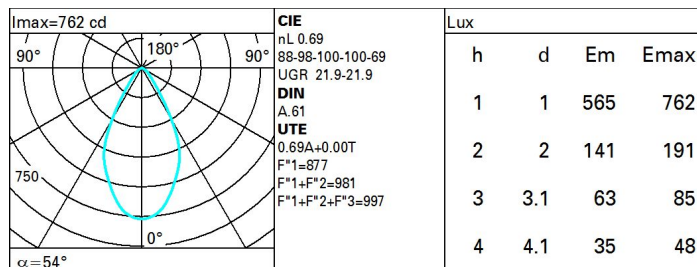 Imax=762 cd
90° 180° 90°
750
0°
α=54°
CIE
nL 0.69
88-98-100-100-69
UGR 21.9-21.9
DIN
A.61
UTE
0.69A+0.00T
F"1=877
F"1+F"2=981
F"1+F"2+F"3=997
Lux
h d Em Emax
1 1 565 762
2 2 141 191
3 3.1 63 85
4 4.1 35 48